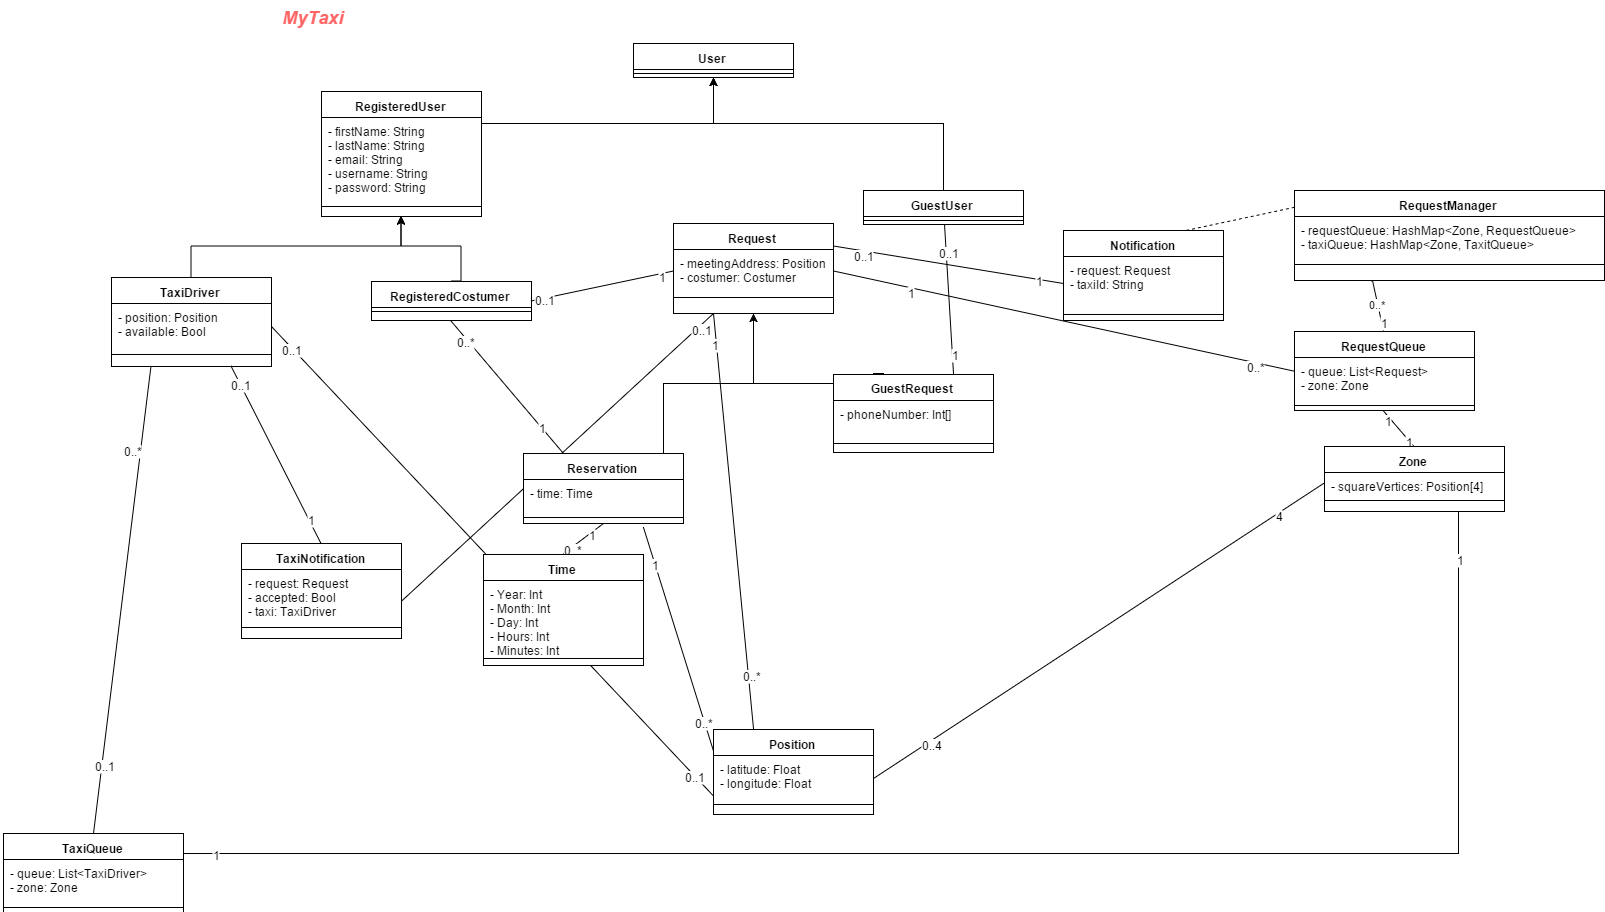 MyTaxi
User
RegisteredUser
- firstName: String
- lastName: String
- email: String
- username: String
- password: String
GuestUser
RequestManager
- requestQueue: HashMap<Zone, RequestQueue>
- taxiQueue: HashMap<Zone, TaxitQueue>
Request
- meetingAddress: Position
- costumer: Costumer
Notification
- request: Request
- taxiId: String
0..1
0..1
1
1
1
TaxiDriver
- position: Position
- available: Bool
RegisteredCostumer
0..1
0..*
1
RequestQueue
- queue: List<Request>
- zone: Zone
0..1
1
0..*
0..1
1
0..*
0..1
GuestRequest
- phoneNumber: Int[]
1
1
Zone
- squareVertices: Position[4]
0..*
1
Reservation
- time: Time
1
4
1
1
0..*
TaxiNotification
- request: Request
- accepted: Bool
- taxi: TaxiDriver
Time
- Year: Int
- Month: Int
- Day: Int
- Hours: Int
- Minutes: Int
1
0..*
0..*
0..1
0..4
0..1
Position
- latitude: Float
- longitude: Float
TaxiQueue
- queue: List<TaxiDriver>
- zone: Zone
1